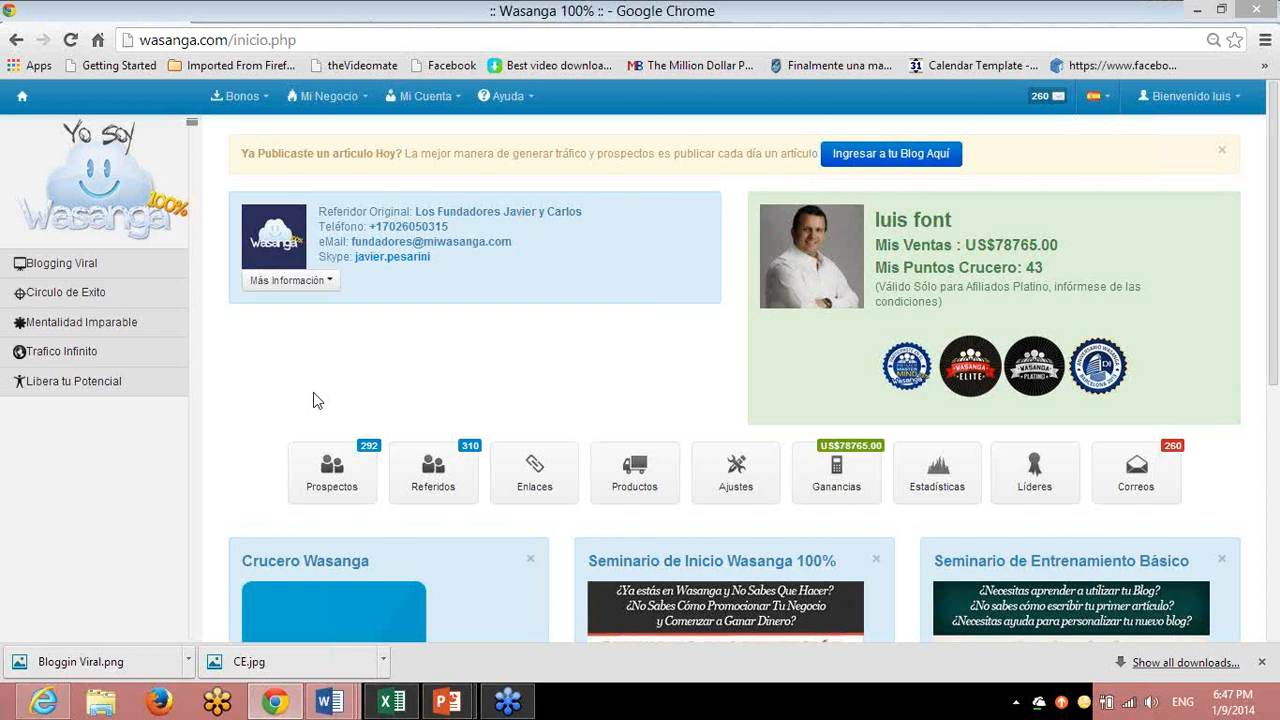 :: Wasanga 100% :: - Google Chrome
wasanga.com/inicio.php
Apps Getting Started Imported From Firef... theVideomate Facebook Best video downloa... The Million Dollar P... Finalmente una ma... Calendar Template -... https://www.facebo... »
Bonos Mi Negocio Mi Cuenta Ayuda 260 Bienvenido luis
Yo soy
Wasanga 100%
Blogging Viral
Circulo de Exito
Mentalidad Imparable
Trafico Infinito
Libera tu Potencial
Ya Publicaste un artículo Hoy? La mejor manera de generar tráfico y prospectos es publicar cada día un artículo Ingresar a tu Blog Aquí ×
Wasanga
Referidor Original: Los Fundadores Javier y Carlos
Teléfono: +17026050315
eMail: fundadores@miwasanga.com
Skype: javier.pesarini
Más Información
luis font
Mis Ventas : US$78765.00
Mis Puntos Crucero: 43
(Válido Sólo para Afiliados Platino, infórmese de las
condiciones)
MASTER
MIND
WASANGA
ELITE
WASANGA
PLATINO
292 310 US$78765.00 260
Prospectos Referidos Enlaces Productos Ajustes Ganancias Estadísticas Líderes Correos
Crucero Wasanga ×
Seminario de Inicio Wasanga 100% ×
¿Ya estás en Wasanga y No Sabes Que Hacer?
¿No Sabes Cómo Promocionar Tu Negocio
y Comenzar a Ganar Dinero?
Seminario de Entrenamiento Básico ×
¿Necesitas aprender a utilizar tu Blog?
¿No sabes cómo escribir tu primer artículo?
¿Necesitas ayuda para personalizar tu nuevo blog?
Bloggin Viral.png CE.jpg Show all downloads...
ENG
6:47 PM
1/9/2014